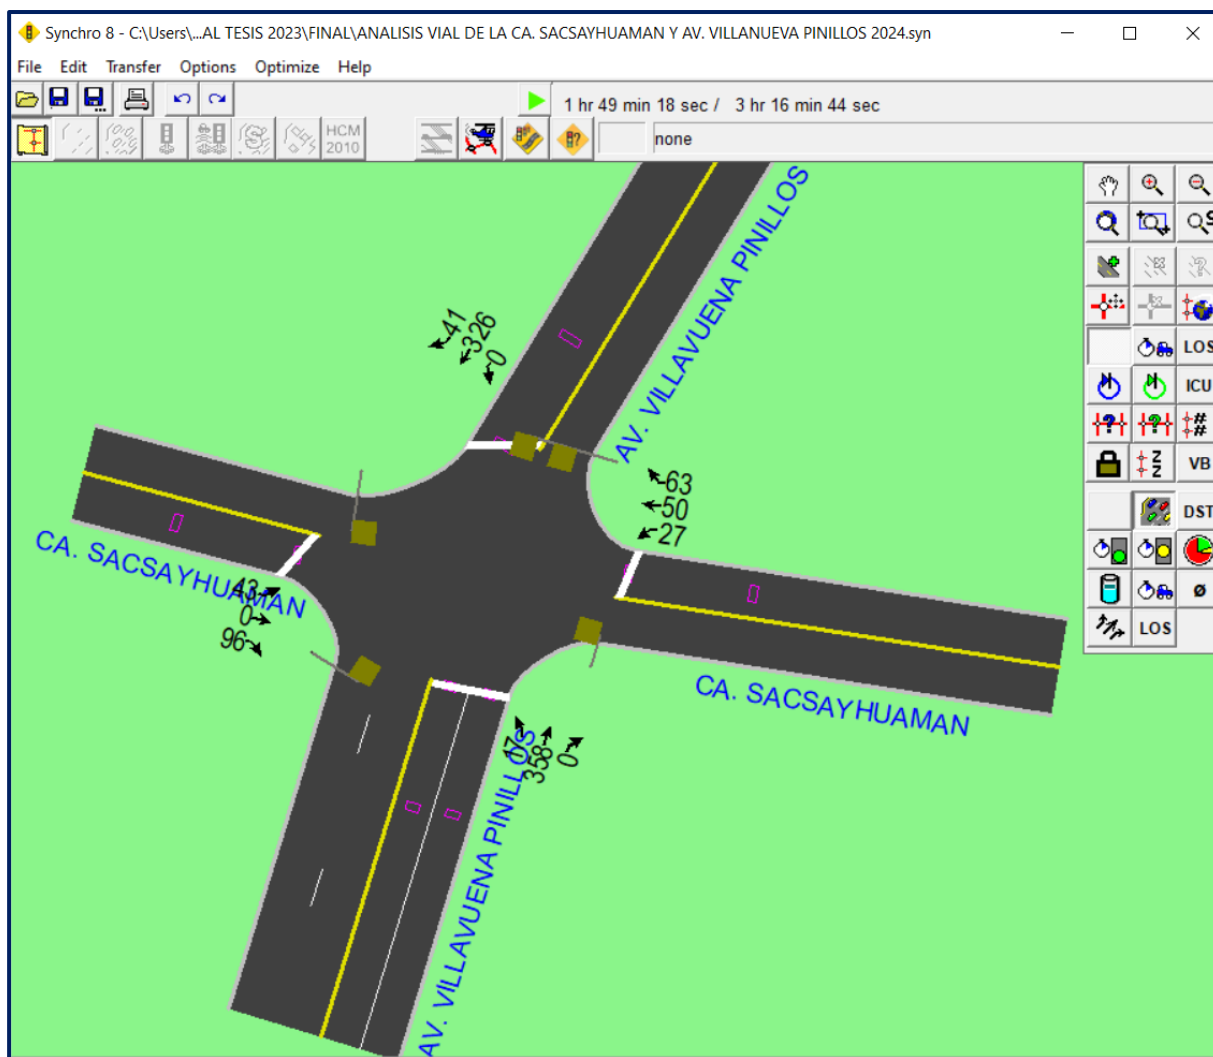 Synchro 8 - C:\Users\...AL TESIS 2023\FINAL\ANALISIS VIAL DE LA CA. SACSAYHUAMAN Y AV. VILLANUEVA PINILLOS 2024.syn
File Edit Transfer Options Optimize Help
1 hr 49 min 18 sec / 3 hr 16 min 44 sec
HCM
2010
none
AV. VILLAVUENA PINILLOS
41
326
0
63
50
27
CA. SACSAYHUAMAN
43
0
96
CA. SACSAYHUAMAN
17
358
0
AV. VILLAVUENA PINILLOS
S
LOS
ICU
##
ZZ
VB
DST
ø
LOS